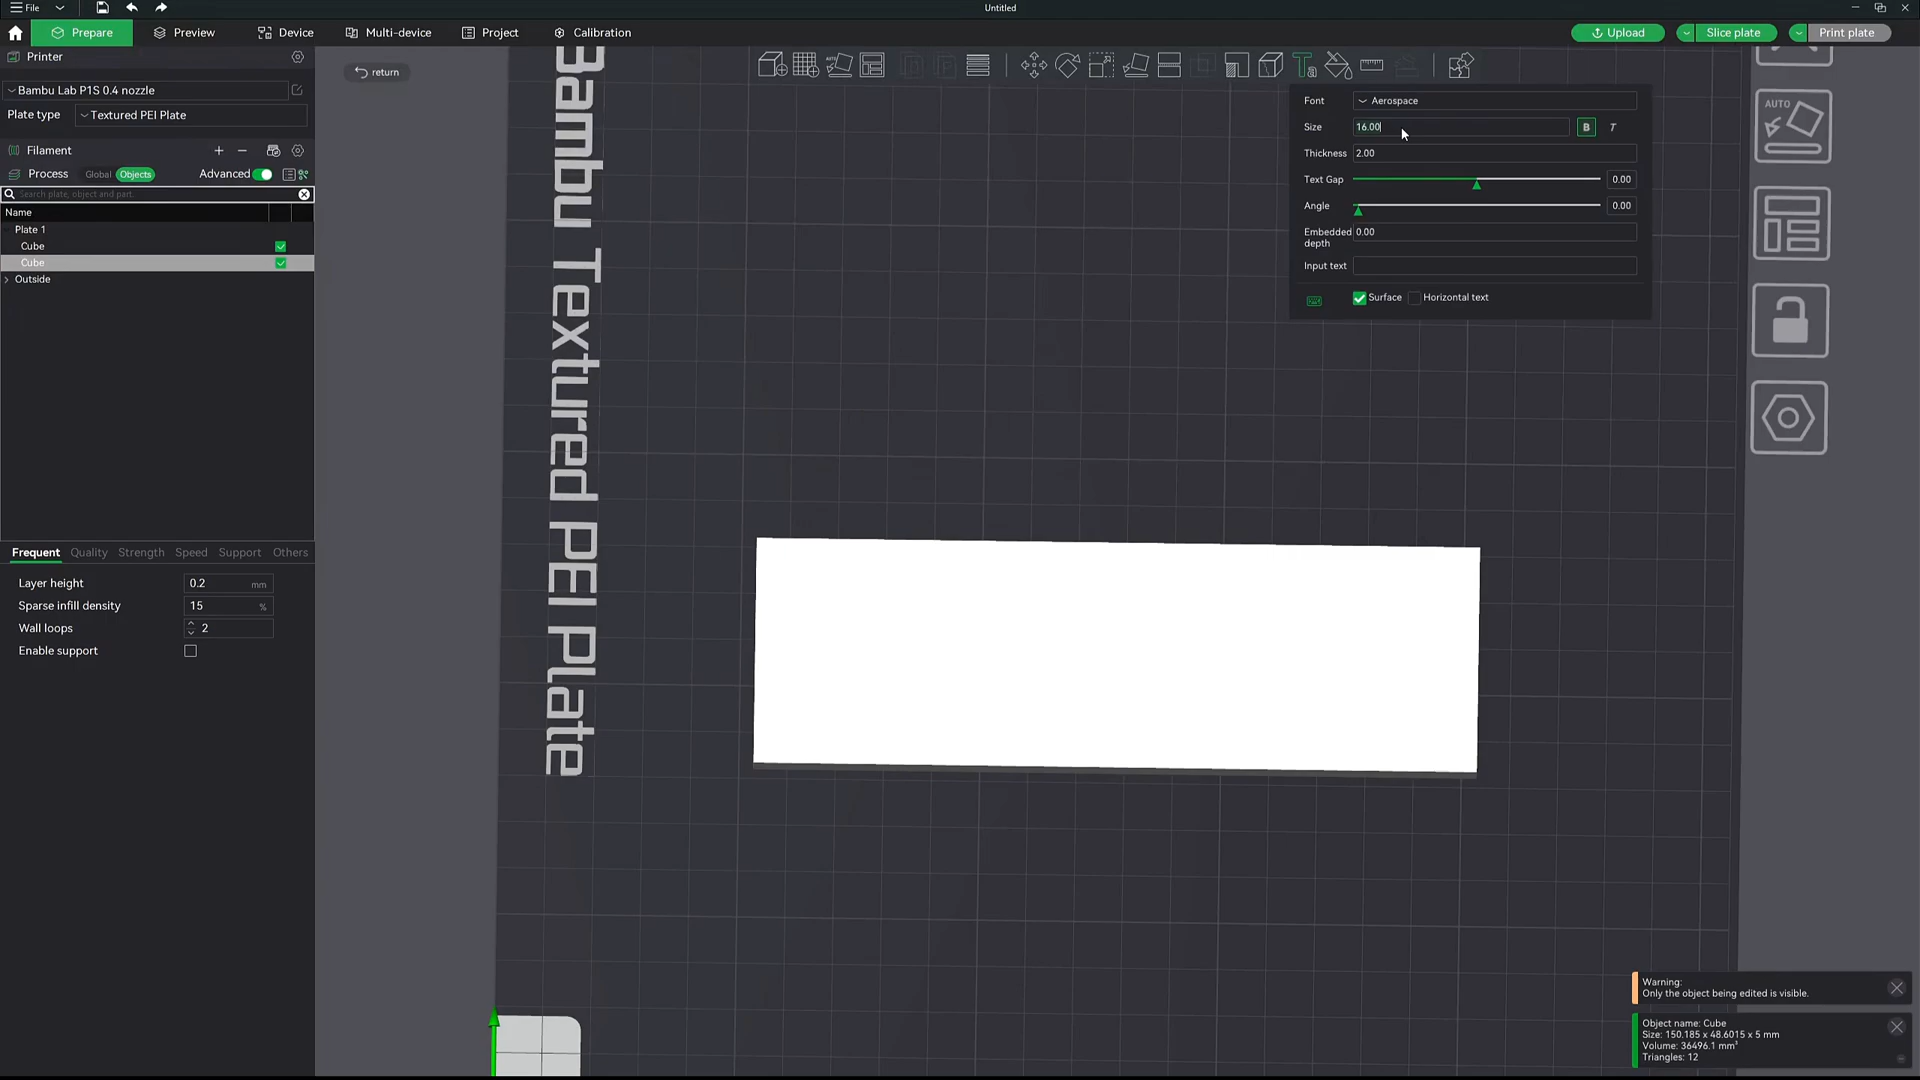 File
Untitled
Prepare
Preview
Device
Multi-device
Project
Calibration
Upload
Slice plate
Print plate
Printer
Bambu Lab P1S 0.4 nozzle
Plate type
Textured PEI Plate
Filament
Process
Global
Objects
Advanced
Search plate, object and part.
Name
Plate 1
Cube
Cube
Outside
Frequent
Quality
Strength
Speed
Support
Others
Layer height
0.2
mm
Sparse infill density
15
%
Wall loops
2
Enable support
return
Bambu Textured PEI Plate
Font
Aerospace
Size
16.00
B
T
Thickness
2.00
Text Gap
0.00
Angle
0.00
Embedded
depth
0.00
Input text
Surface
Horizontal text
AUTO
Warning:
Only the object being edited is visible.
Object name: Cube
Size: 150.185 x 48.6015 x 5 mm
Volume: 36496.1 mm³
Triangles: 12